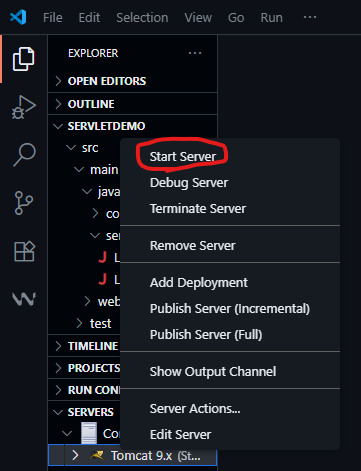 File Edit Selection View Go Run ···
EXPLORER ···
OPEN EDITORS
OUTLINE
SERVLETDEMO
src
main
java
co
ser
J L
J L
web
test
TIMELINE
PROJECTS
RUN CON
SERVERS
Co
Tomcat 9.x (St...
Start Server
Debug Server
Terminate Server
Remove Server
Add Deployment
Publish Server (Incremental)
Publish Server (Full)
Show Output Channel
Server Actions...
Edit Server